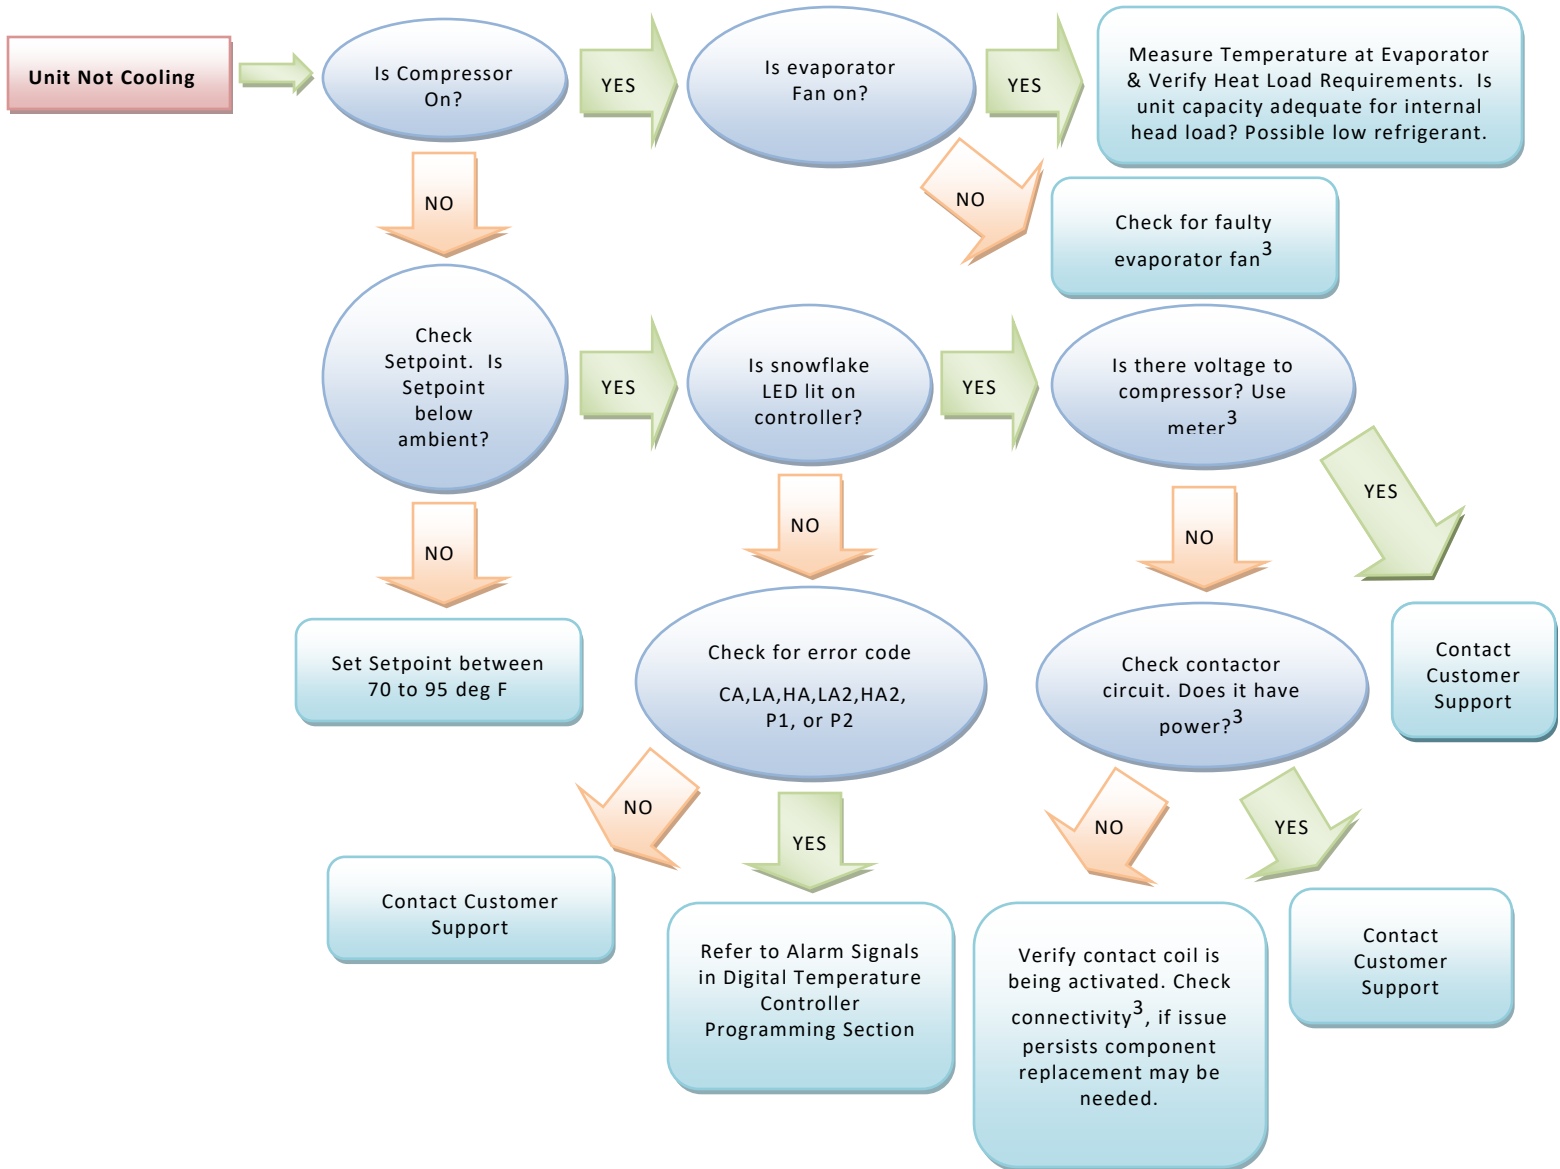 Unit Not Cooling
Is Compressor
On?
YES
Is evaporator
Fan on?
YES
Measure Temperature at Evaporator
& Verify Heat Load Requirements.  Is
unit capacity adequate for internal
head load? Possible low refrigerant.
NO
NO
Check for faulty
evaporator fan3
Check
Setpoint.  Is
Setpoint
below
ambient?
YES
Is snowflake
LED lit on
controller?
YES
Is there voltage to
compressor? Use
meter3
YES
NO
NO
NO
Set Setpoint between
70 to 95 deg F
Check for error code
CA,LA,HA,LA2,HA2,
P1, or P2
Check contactor
circuit. Does it have
power?3
Contact
Customer
Support
NO
YES
NO
YES
Contact Customer
Support
Refer to Alarm Signals
in Digital Temperature
Controller
Programming Section
Verify contact coil is
being activated. Check
connectivity3, if issue
persists component
replacement may be
needed.
Contact
Customer
Support